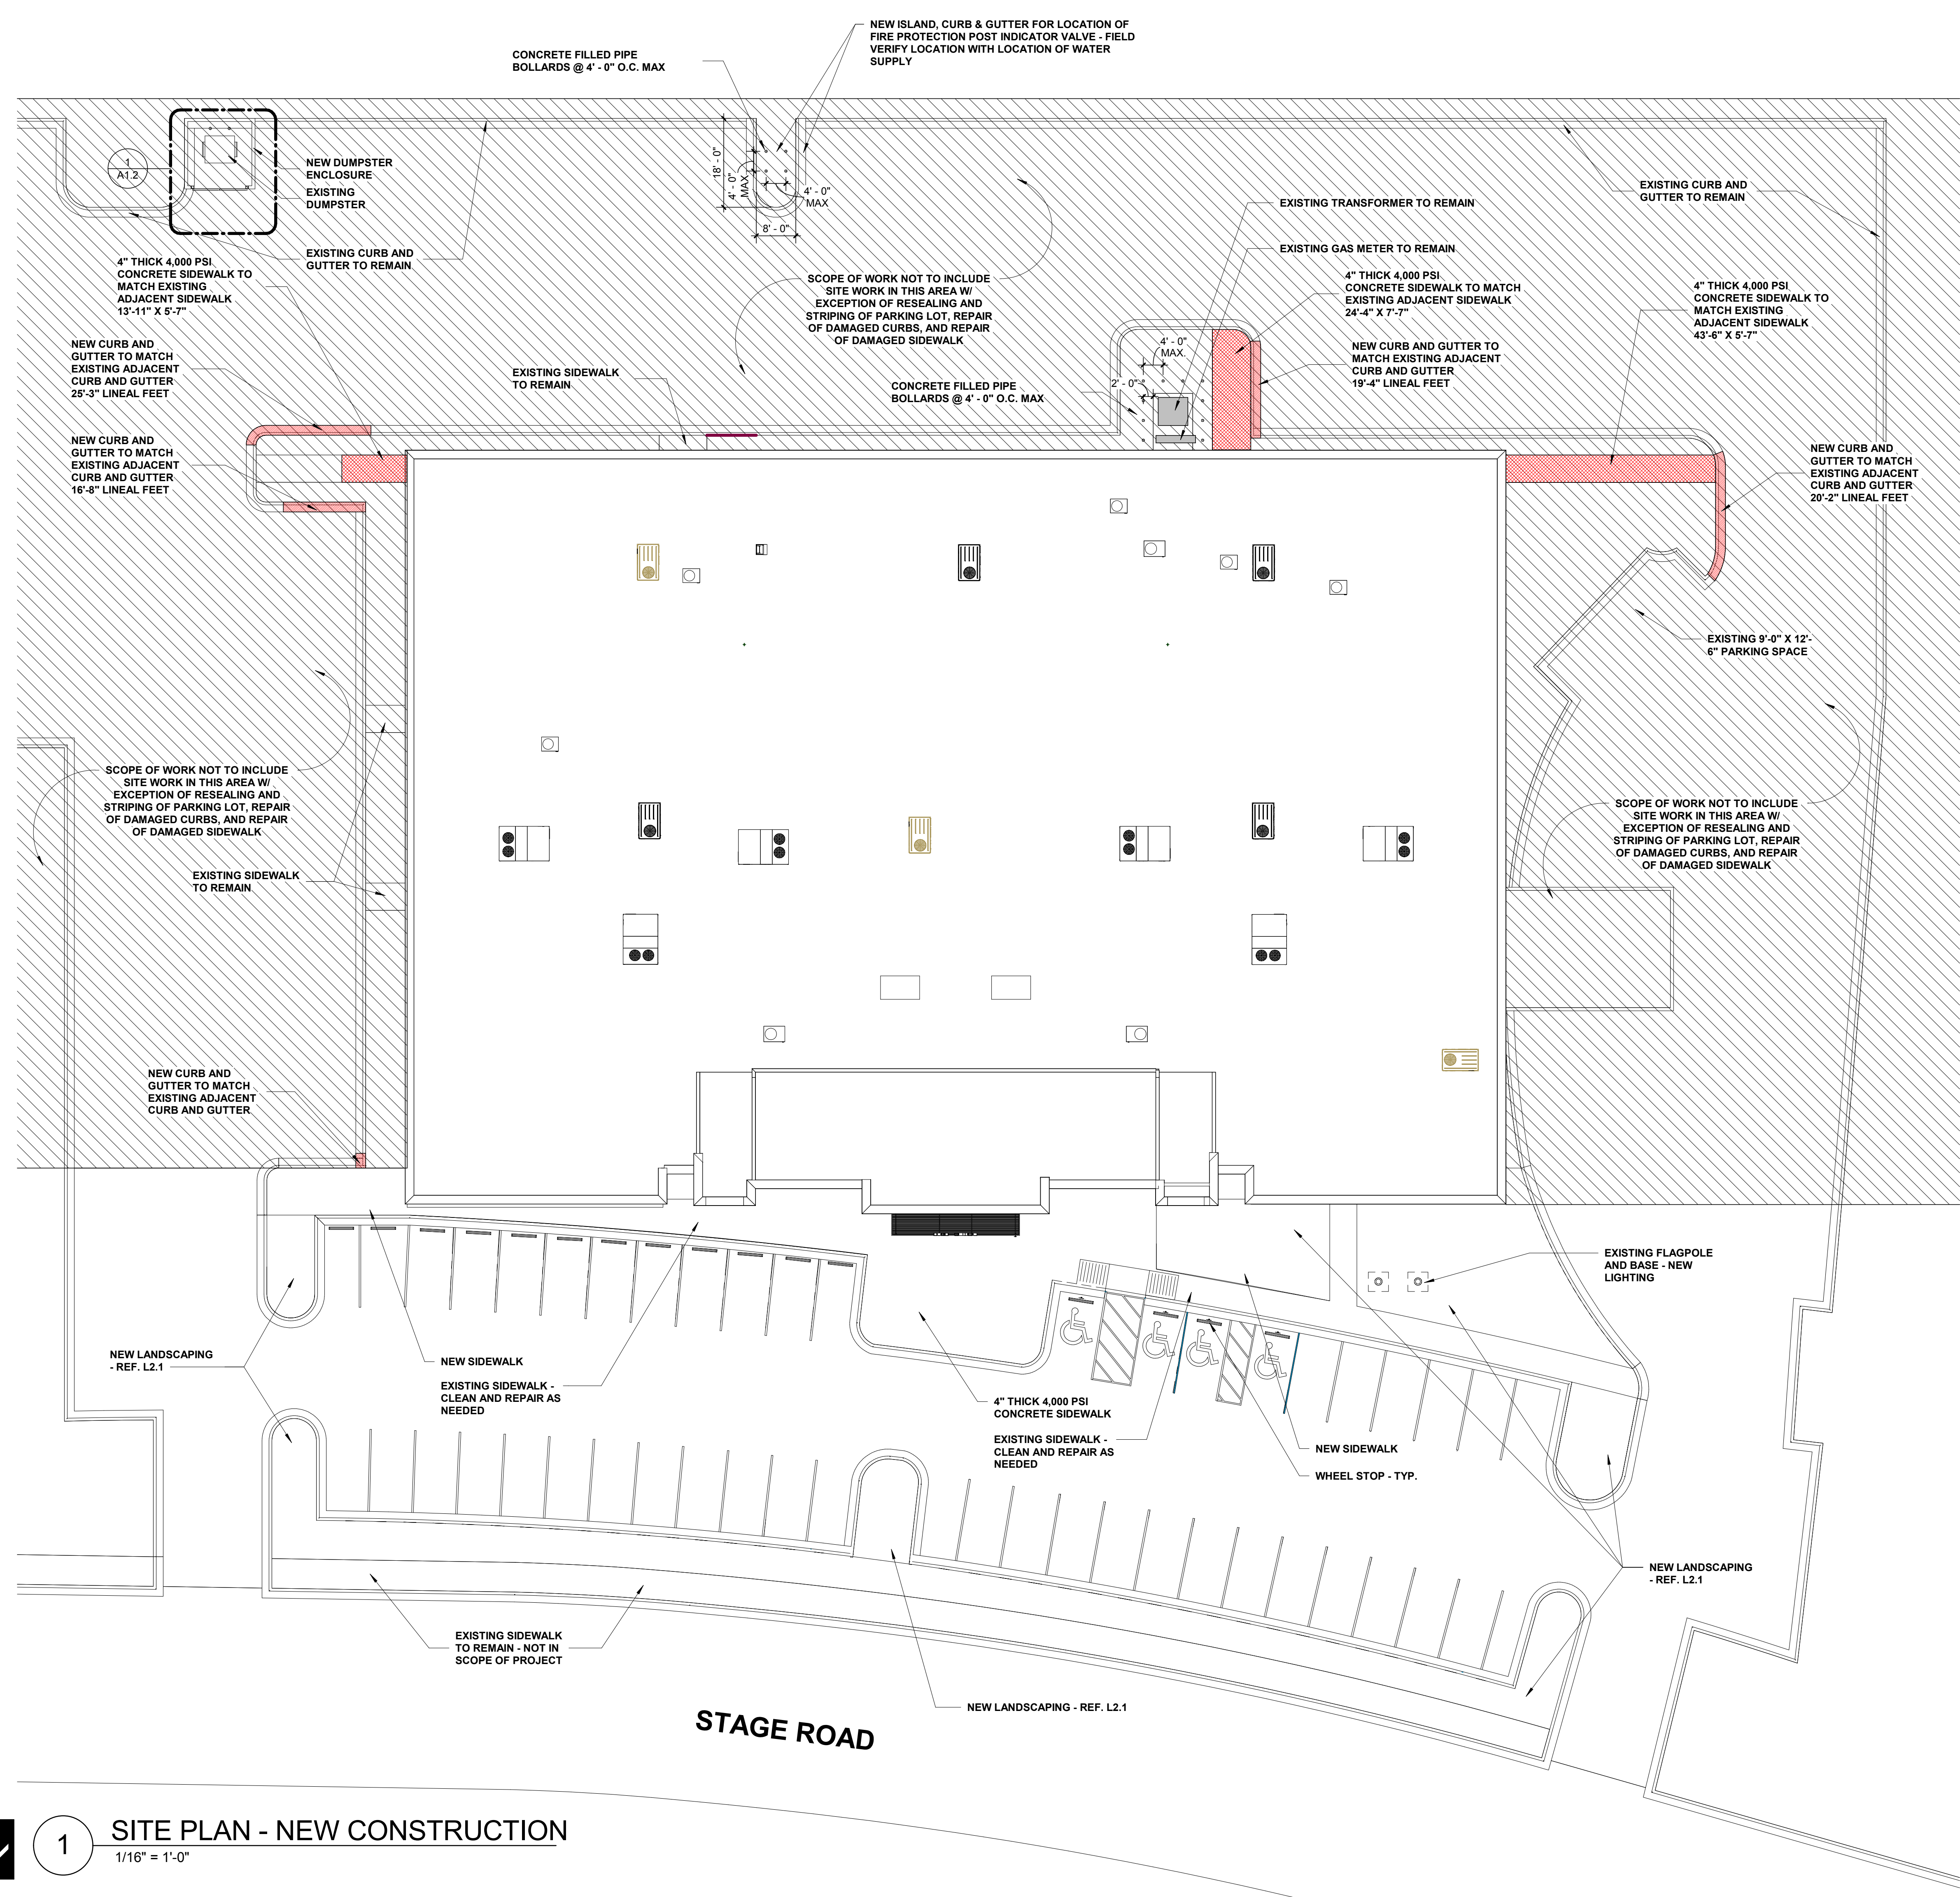 NEW ISLAND, CURB & GUTTER FOR LOCATION OF
FIRE PROTECTION POST INDICATOR VALVE - FIELD
VERIFY LOCATION WITH LOCATION OF WATER
SUPPLY
CONCRETE FILLED PIPE
BOLLARDS @ 4' - 0" O.C. MAX
1
A1.2
NEW DUMPSTER
ENCLOSURE
EXISTING
DUMPSTER
18' - 0"
4' - 0"
MAX
4' - 0"
MAX
8' - 0"
EXISTING CURB AND
GUTTER TO REMAIN
EXISTING TRANSFORMER TO REMAIN
EXISTING CURB AND
GUTTER TO REMAIN
EXISTING GAS METER TO REMAIN
4" THICK 4,000 PSI
CONCRETE SIDEWALK TO
MATCH EXISTING
ADJACENT SIDEWALK
13'-11" X 5'-7"
SCOPE OF WORK NOT TO INCLUDE
SITE WORK IN THIS AREA W/
EXCEPTION OF RESEALING AND
STRIPING OF PARKING LOT, REPAIR
OF DAMAGED CURBS, AND REPAIR
OF DAMAGED SIDEWALK
4" THICK 4,000 PSI
CONCRETE SIDEWALK TO MATCH
EXISTING ADJACENT SIDEWALK
24'-4" X 7'-7"
4" THICK 4,000 PSI
CONCRETE SIDEWALK TO
MATCH EXISTING
ADJACENT SIDEWALK
43'-6" X 5'-7"
NEW CURB AND
GUTTER TO MATCH
EXISTING ADJACENT
CURB AND GUTTER
25'-3" LINEAL FEET
EXISTING SIDEWALK
TO REMAIN
4' - 0"
MAX.
2' - 0"
CONCRETE FILLED PIPE
BOLLARDS @ 4' - 0" O.C. MAX
NEW CURB AND GUTTER TO
MATCH EXISTING ADJACENT
CURB AND GUTTER
19'-4" LINEAL FEET
NEW CURB AND
GUTTER TO MATCH
EXISTING ADJACENT
CURB AND GUTTER
16'-8" LINEAL FEET
NEW CURB AND
GUTTER TO MATCH
EXISTING ADJACENT
CURB AND GUTTER
20'-2" LINEAL FEET
EXISTING 9'-0" X 12'-
6" PARKING SPACE
SCOPE OF WORK NOT TO INCLUDE
SITE WORK IN THIS AREA W/
EXCEPTION OF RESEALING AND
STRIPING OF PARKING LOT, REPAIR
OF DAMAGED CURBS, AND REPAIR
OF DAMAGED SIDEWALK
SCOPE OF WORK NOT TO INCLUDE
SITE WORK IN THIS AREA W/
EXCEPTION OF RESEALING AND
STRIPING OF PARKING LOT, REPAIR
OF DAMAGED CURBS, AND REPAIR
OF DAMAGED SIDEWALK
EXISTING SIDEWALK
TO REMAIN
NEW CURB AND
GUTTER TO MATCH
EXISTING ADJACENT
CURB AND GUTTER
EXISTING FLAGPOLE
AND BASE - NEW
LIGHTING
NEW LANDSCAPING
- REF. L2.1
NEW SIDEWALK
EXISTING SIDEWALK -
CLEAN AND REPAIR AS
NEEDED
4" THICK 4,000 PSI
CONCRETE SIDEWALK
EXISTING SIDEWALK -
CLEAN AND REPAIR AS
NEEDED
NEW SIDEWALK
WHEEL STOP - TYP.
NEW LANDSCAPING
- REF. L2.1
EXISTING SIDEWALK
TO REMAIN - NOT IN
SCOPE OF PROJECT
NEW LANDSCAPING - REF. L2.1
STAGE ROAD
1
SITE PLAN - NEW CONSTRUCTION
1/16" = 1'-0"